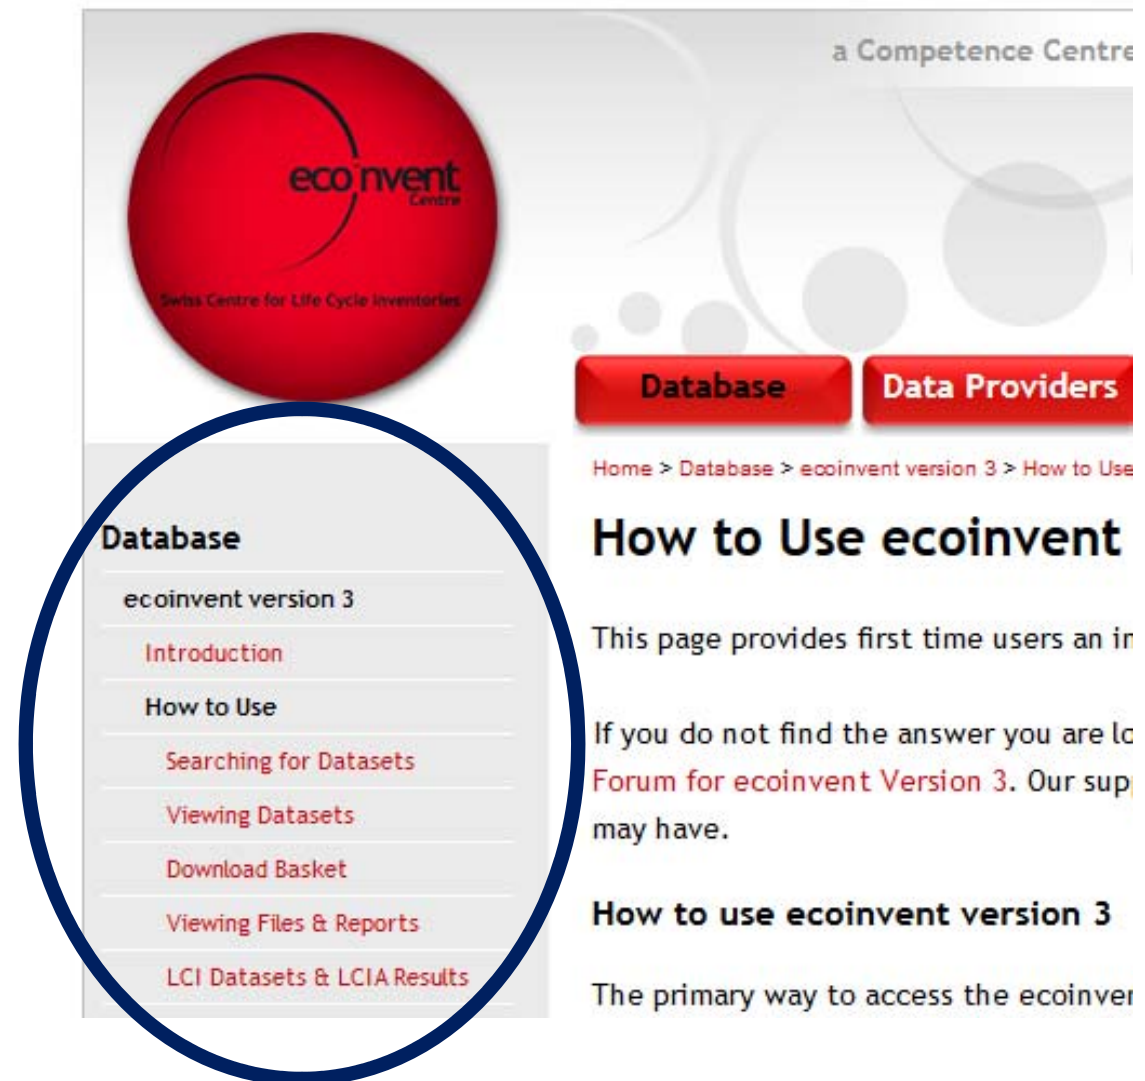 a Competence Centre
ecoinvent
Centre
Swiss Centre for Life Cycle Inventories
Database
Data Providers
Home > Database > ecoinvent version 3 > How to Use
Database
ecoinvent version 3
Introduction
How to Use
Searching for Datasets
Viewing Datasets
Download Basket
Viewing Files & Reports
LCI Datasets & LCIA Results
How to Use ecoinvent
This page provides first time users an in
If you do not find the answer you are lo
Forum for ecoinvent Version 3. Our sup
may have.
How to use ecoinvent version 3
The primary way to access the ecoinven